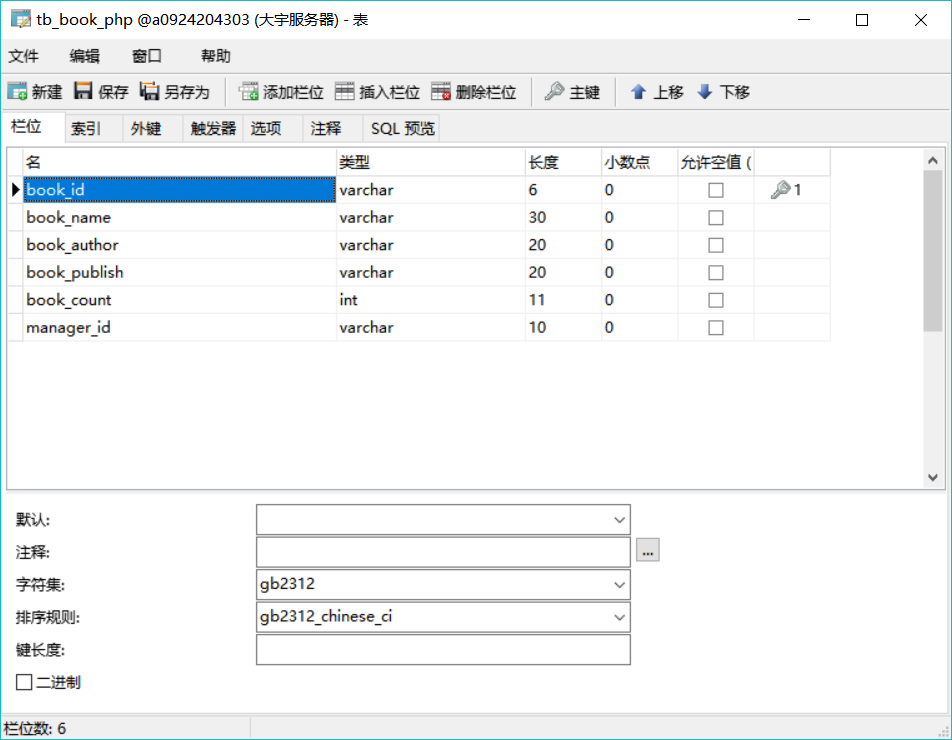 tb_book_php @a0924204303 (大宇服务器) - 表
文件 编辑 窗口 帮助
新建 保存 另存为 添加栏位 插入栏位 删除栏位 主键 上移 下移
栏位 索引 外键 触发器 选项 注释 SQL 预览
名 类型 长度 小数点 允许空值 (
book_id varchar 6 0 1
book_name varchar 30 0
book_author varchar 20 0
book_publish varchar 20 0
book_count int 11 0
manager_id varchar 10 0
默认:
注释: ...
字符集: gb2312
排序规则: gb2312_chinese_ci
键长度:
二进制
栏位数: 6